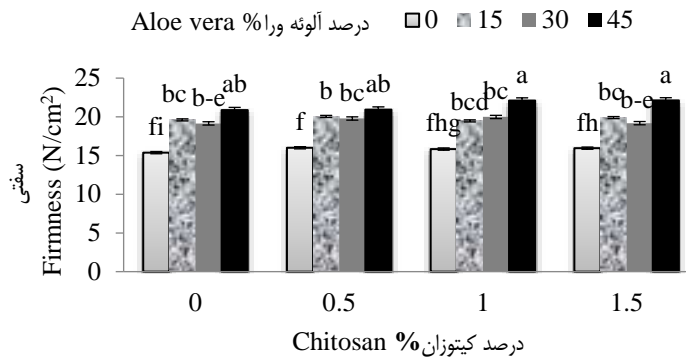 Aloe vera % درصد آلوئه ورا 0 15 30 45
سفتی
Firmness (N/cm²)
25
20
15
10
5
0
fi bc b-e ab
f b bc ab
fhg bcd bc a
fh bc b-e a
0 0.5 1 1.5
Chitosan % درصد کیتوزان